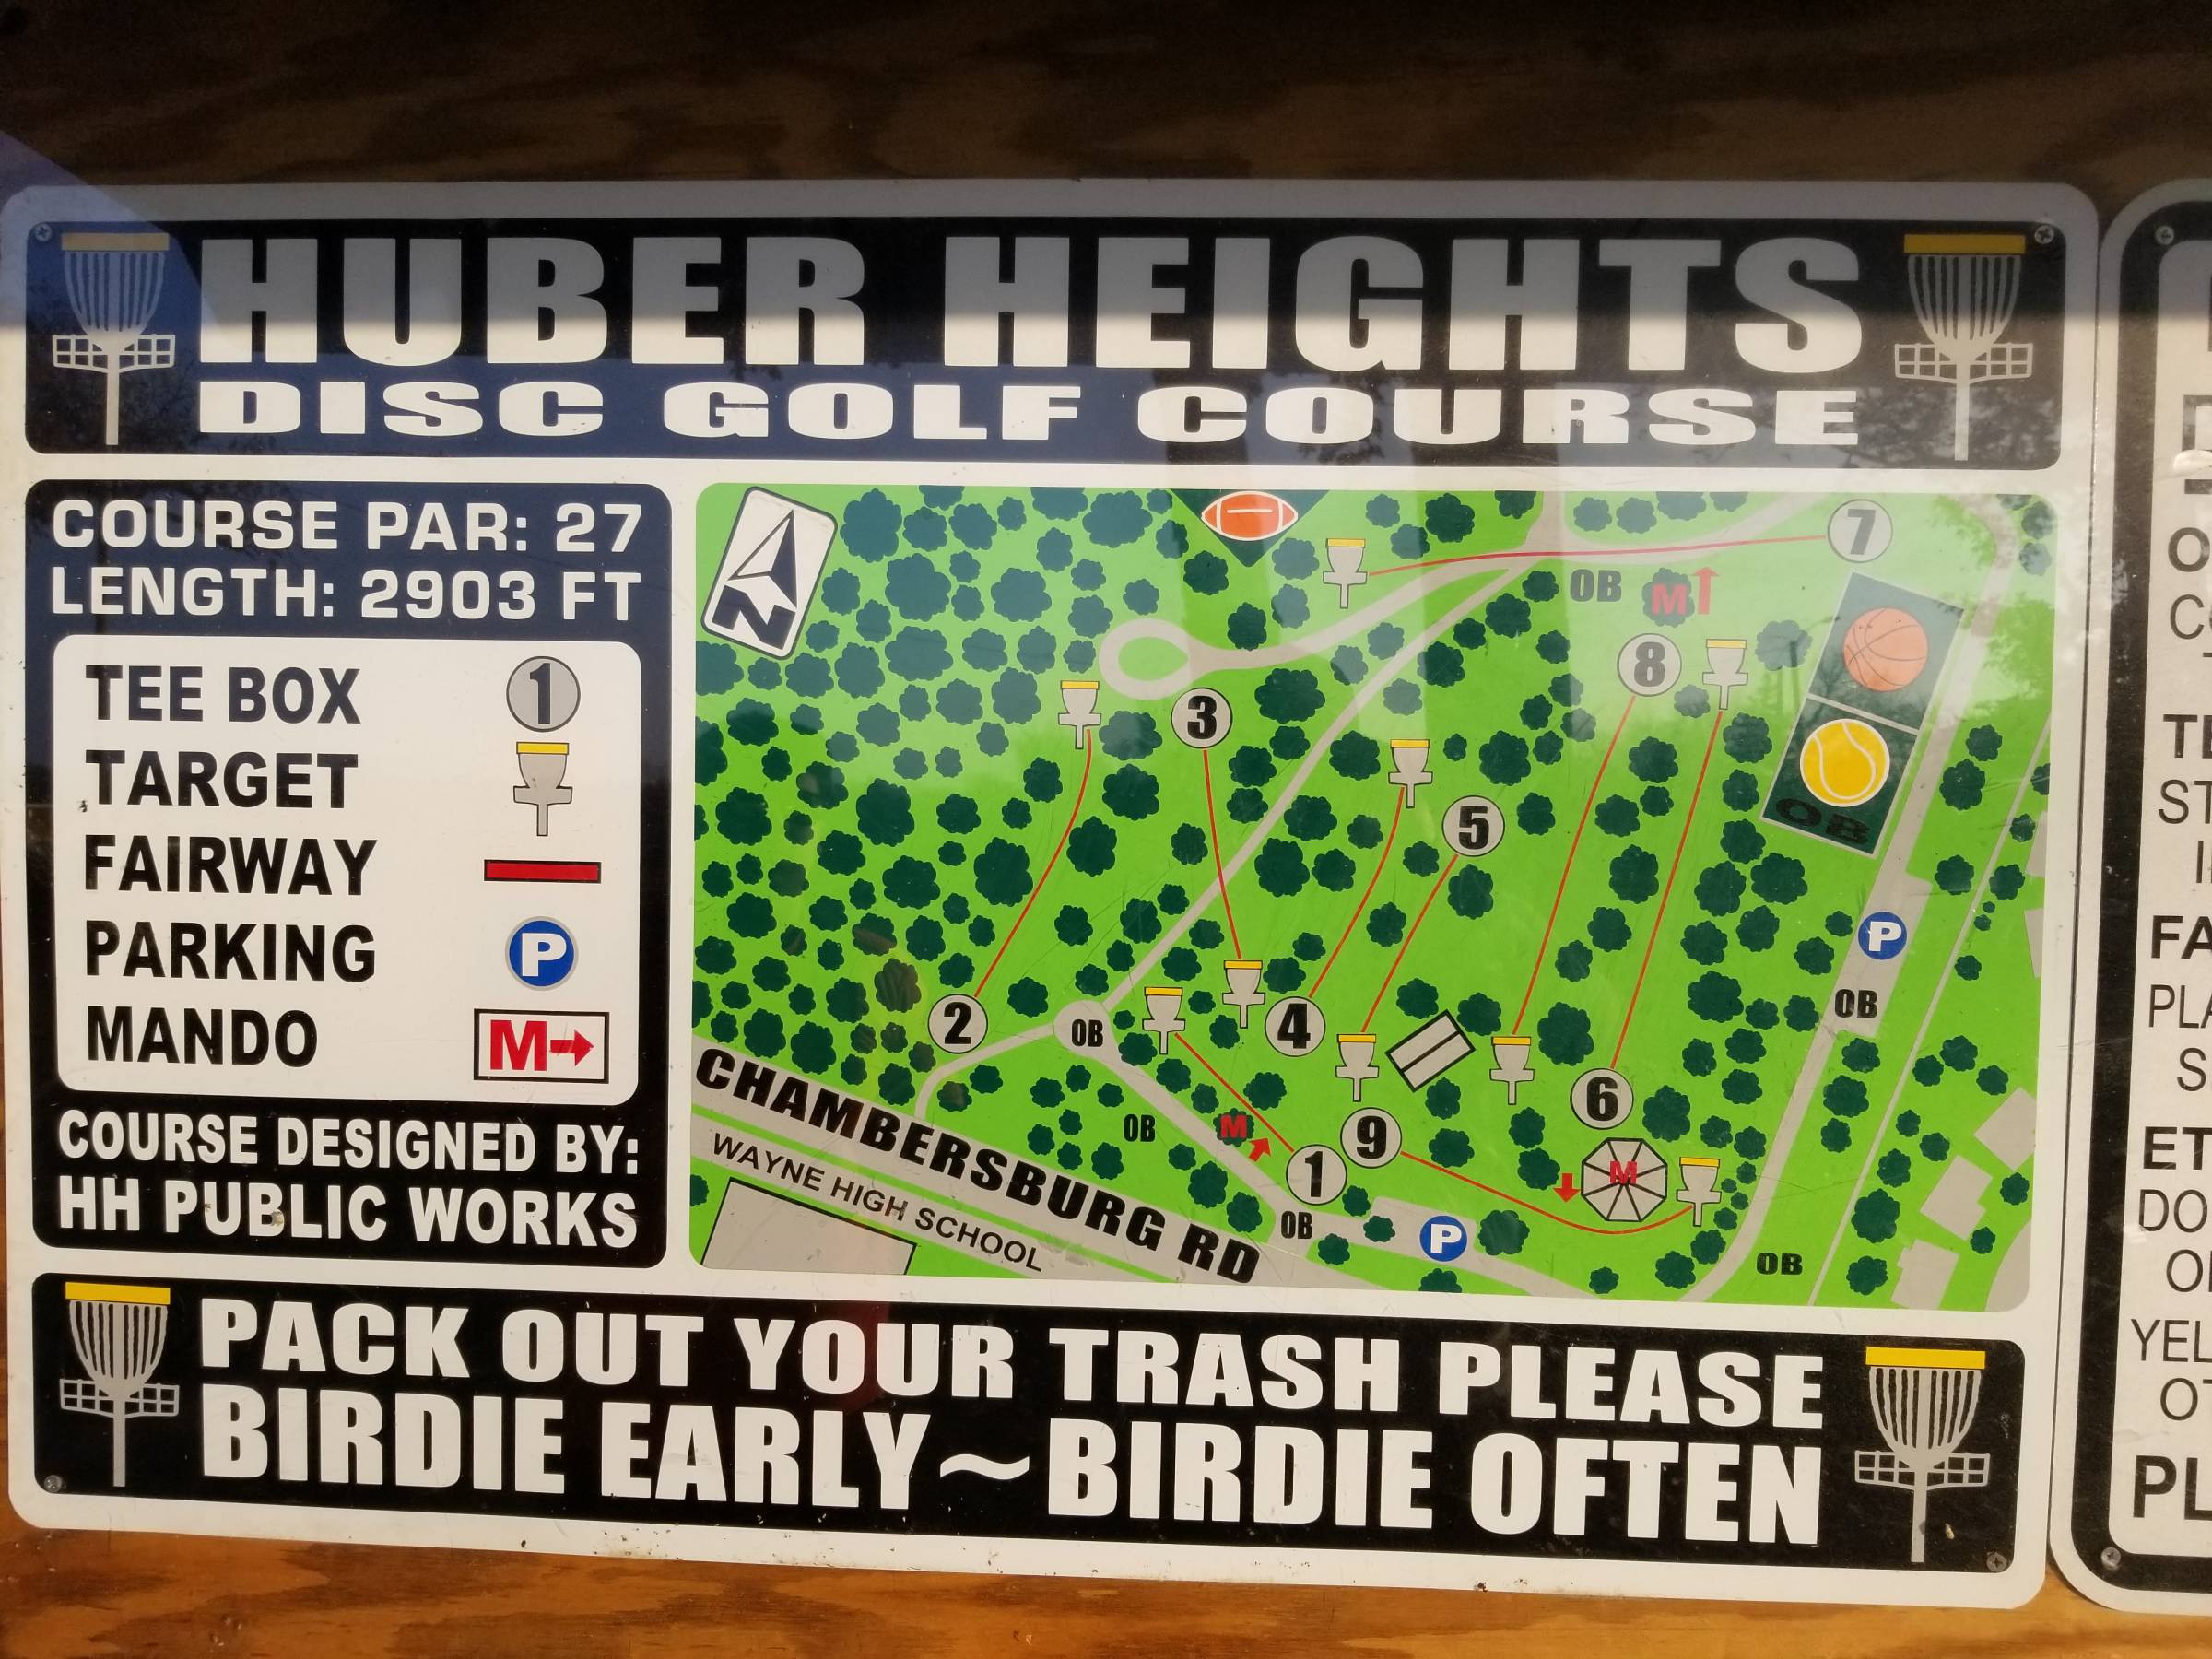 HUBER HEIGHTS
DISC GOLF COURSE
COURSE PAR: 27
LENGTH: 2903 FT
TEE BOX 1
TARGET
FAIRWAY
PARKING P
MANDO M
COURSE DESIGNED BY:
HH PUBLIC WORKS
N
7
OB M
8
3
5
OB
P
OB
2
OB
4
6
CHAMBERSBURG RD
WAYNE HIGH SCHOOL
OB
M
9
1
M
OB
P
OB
PACK OUT YOUR TRASH PLEASE
BIRDIE EARLY~BIRDIE OFTEN